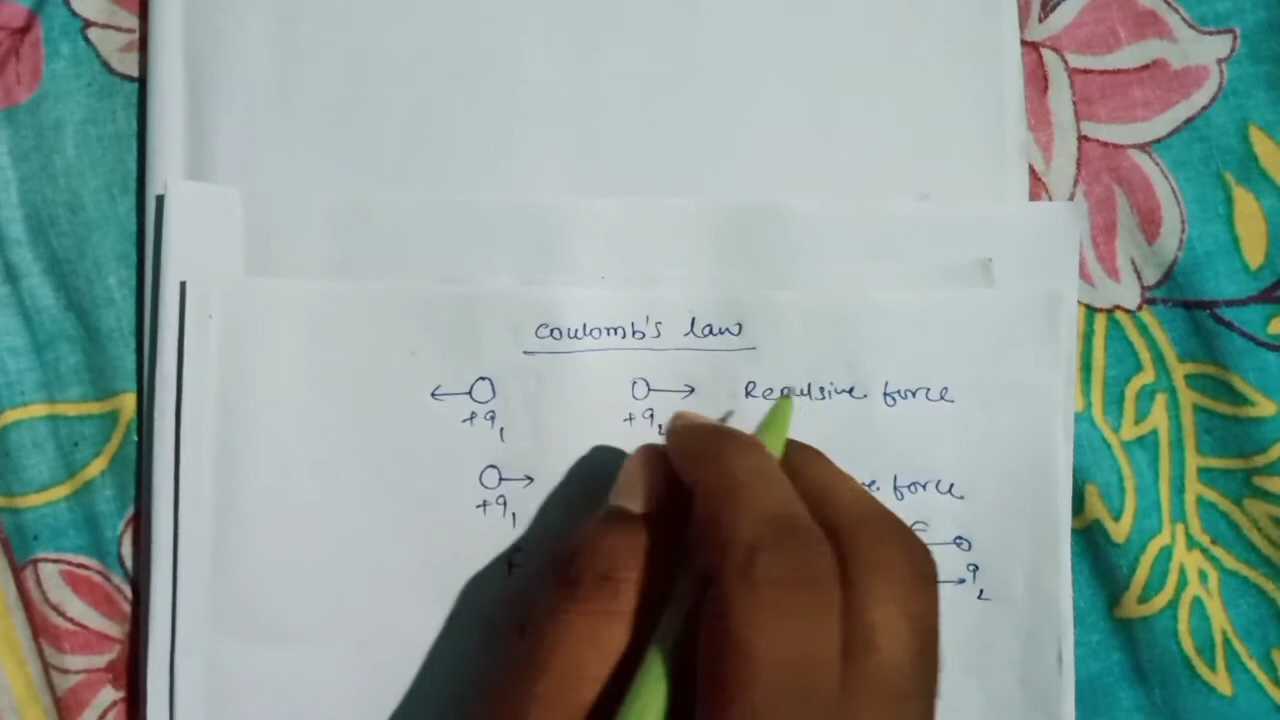 Coulomb's law
Repulsive force
+q1 +q2
force
+q1
F
q2